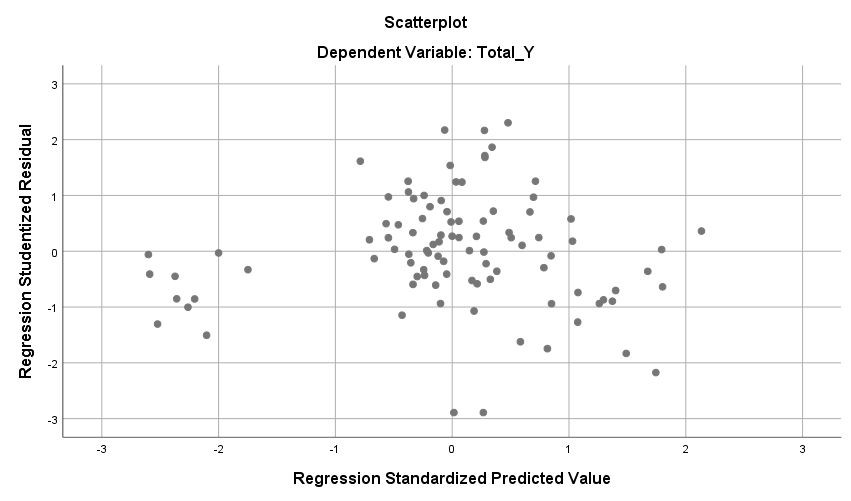 Scatterplot
Dependent Variable: Total_Y
Regression Studentized Residual
3
2
1
0
-1
-2
-3
-3 -2 -1 0 1 2 3
Regression Standardized Predicted Value